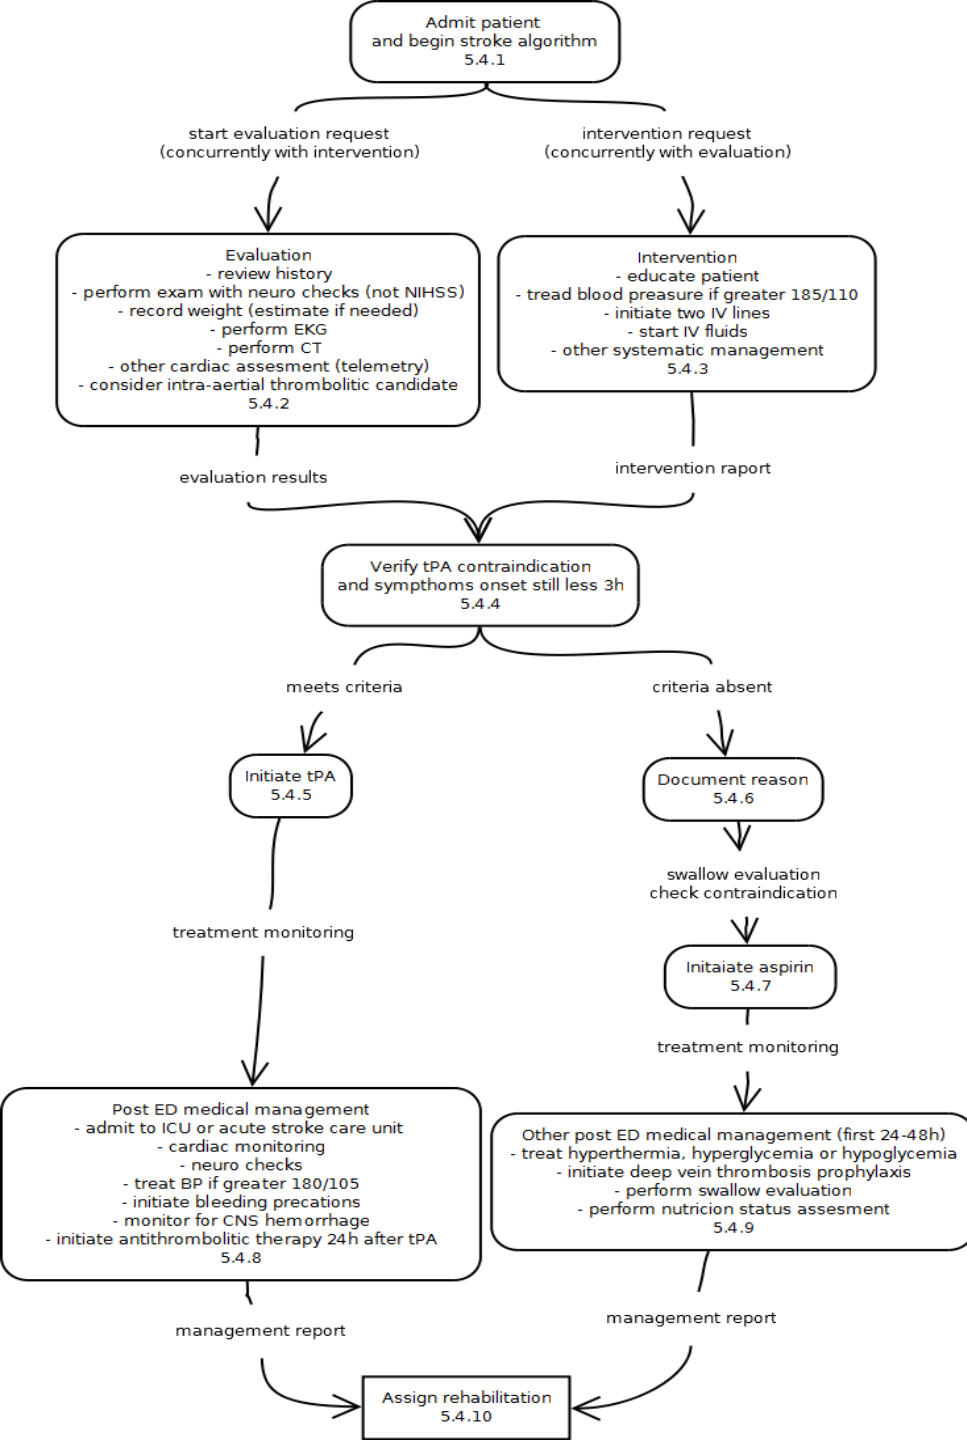 Admit patient
and begin stroke algorithm
5.4.1
start evaluation request
(concurrently with intervention)
intervention request
(concurrently with evaluation)
Evaluation
- review history
- perform exam with neuro checks (not NIHSS)
- record weight (estimate if needed)
- perform EKG
- perform CT
- other cardiac assesment (telemetry)
- consider intra-aertial thrombolitic candidate
5.4.2
Intervention
- educate patient
- tread blood preasure if greater 185/110
- initiate two IV lines
- start IV fluids
- other systematic management
5.4.3
evaluation results
intervention raport
Verify tPA contraindication
and sympthoms onset still less 3h
5.4.4
meets criteria
criteria absent
Initiate tPA
5.4.5
Document reason
5.4.6
swallow evaluation
check contraindication
treatment monitoring
Initaiate aspirin
5.4.7
treatment monitoring
Post ED medical management
- admit to ICU or acute stroke care unit
- cardiac monitoring
- neuro checks
- treat BP if greater 180/105
- initiate bleeding precations
- monitor for CNS hemorrhage
- initiate antithrombolitic therapy 24h after tPA
5.4.8
Other post ED medical management (first 24-48h)
- treat hyperthermia, hyperglycemia or hypoglycemia
- initiate deep vein thrombosis prophylaxis
- perform swallow evaluation
- perform nutricion status assesment
5.4.9
management report
management report
Assign rehabilitation
5.4.10